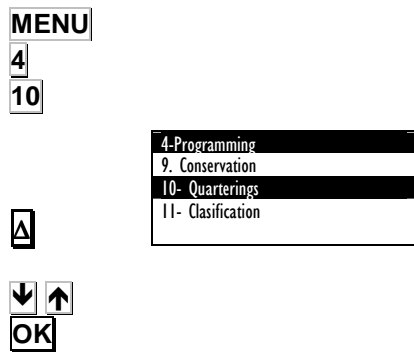 MENU
4
10
4-Programming
9. Conservation
10- Quarterings
11- Clasification
Δ
🡻 🡹
OK